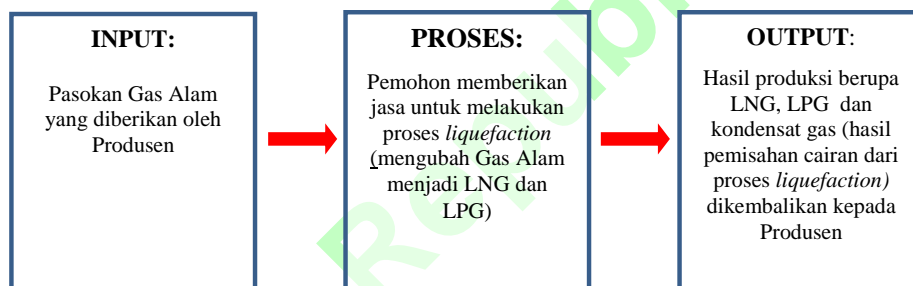 INPUT:
Pasokan Gas Alam
yang diberikan oleh
Produsen
PROSES:
Pemohon memberikan
jasa untuk melakukan
proses liquefaction
(mengubah Gas Alam
menjadi LNG dan
LPG)
OUTPUT:
Hasil produksi berupa
LNG, LPG dan
kondensat gas (hasil
pemisahan cairan dari
proses liquefaction)
dikembalikan kepada
Produsen
Republ